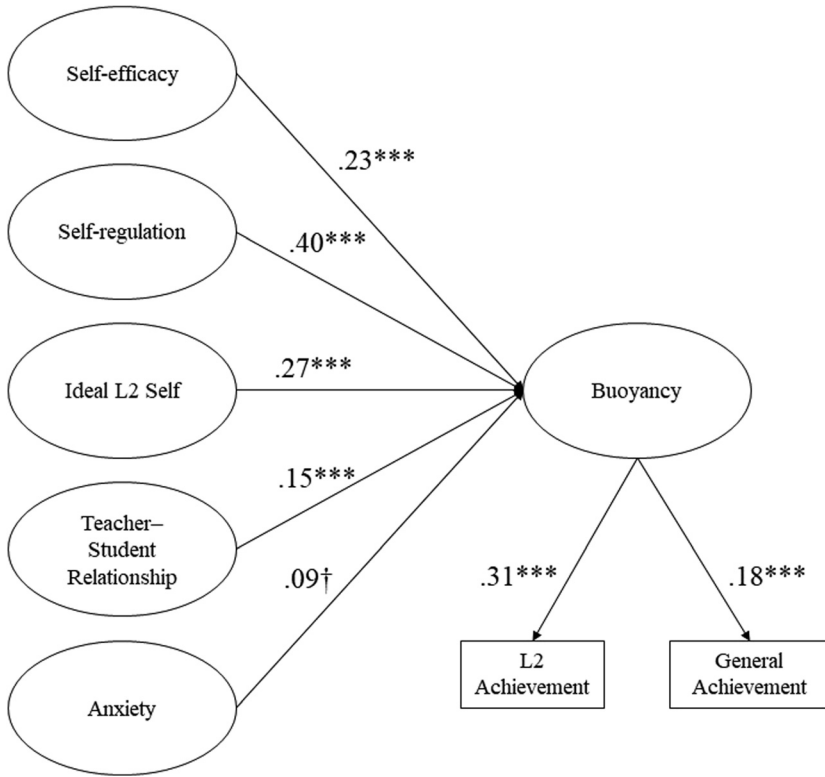 Self-efficacy
.23***
Self-regulation
.40***
Ideal L2 Self
.27***
Buoyancy
.15***
Teacher–
Student
Relationship
.09†
.31***
.18***
L2
Achievement
General
Achievement
Anxiety